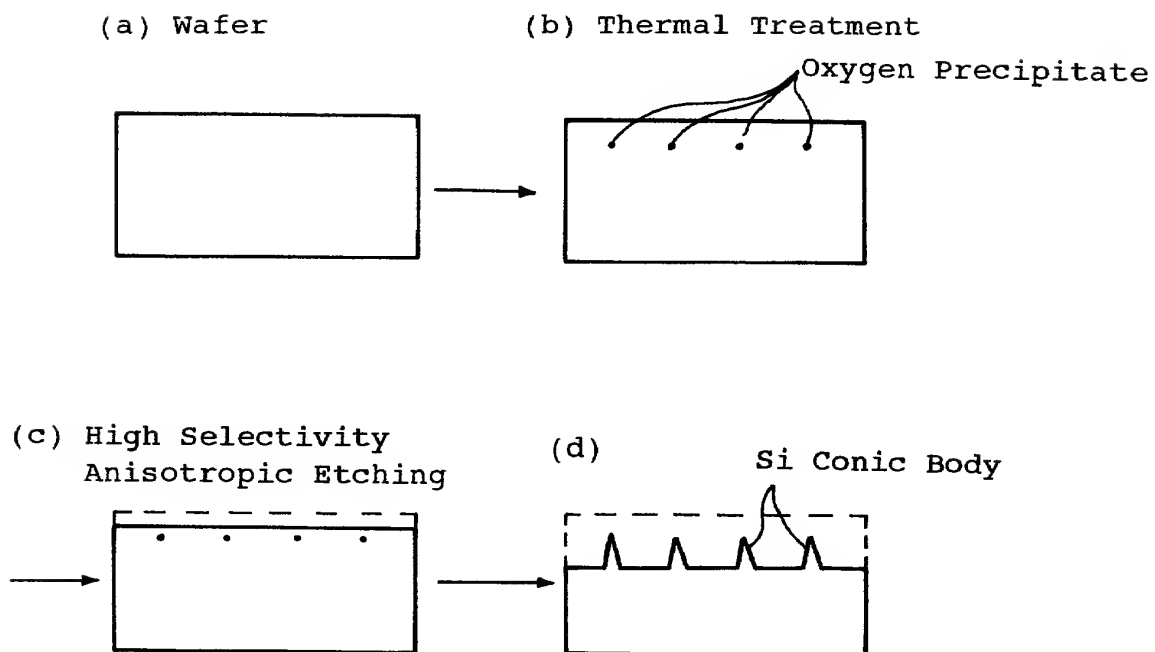 (a) Wafer
(b) Thermal Treatment
Oxygen Precipitate
(c) High Selectivity
Anisotropic Etching
(d)
Si Conic Body